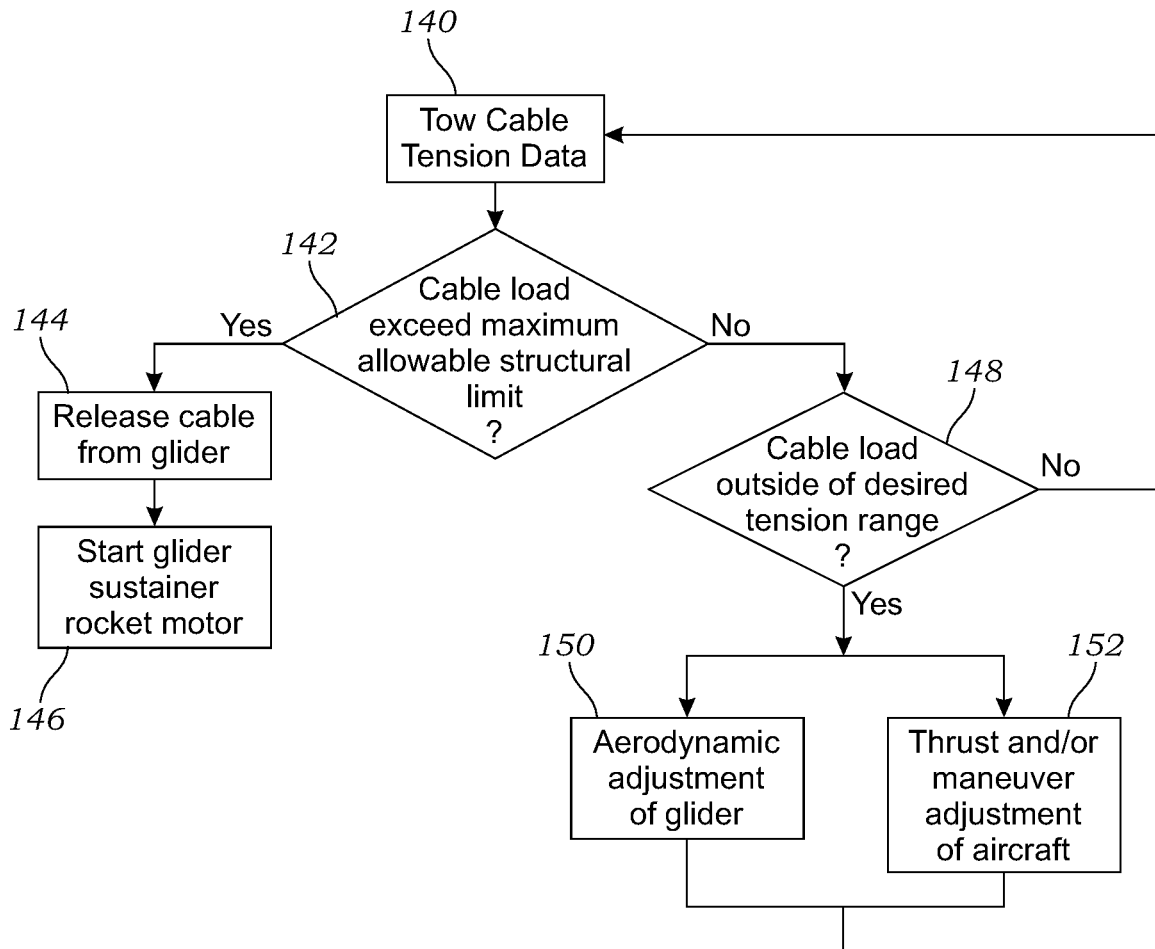 140
Tow Cable
Tension Data
142
Cable load
exceed maximum
allowable structural
limit
?
Yes
No
144
Release cable
from glider
148
Cable load
outside of desired
tension range
?
No
Yes
Start glider
sustainer
rocket motor
146
150
Aerodynamic
adjustment
of glider
152
Thrust and/or
maneuver
adjustment
of aircraft